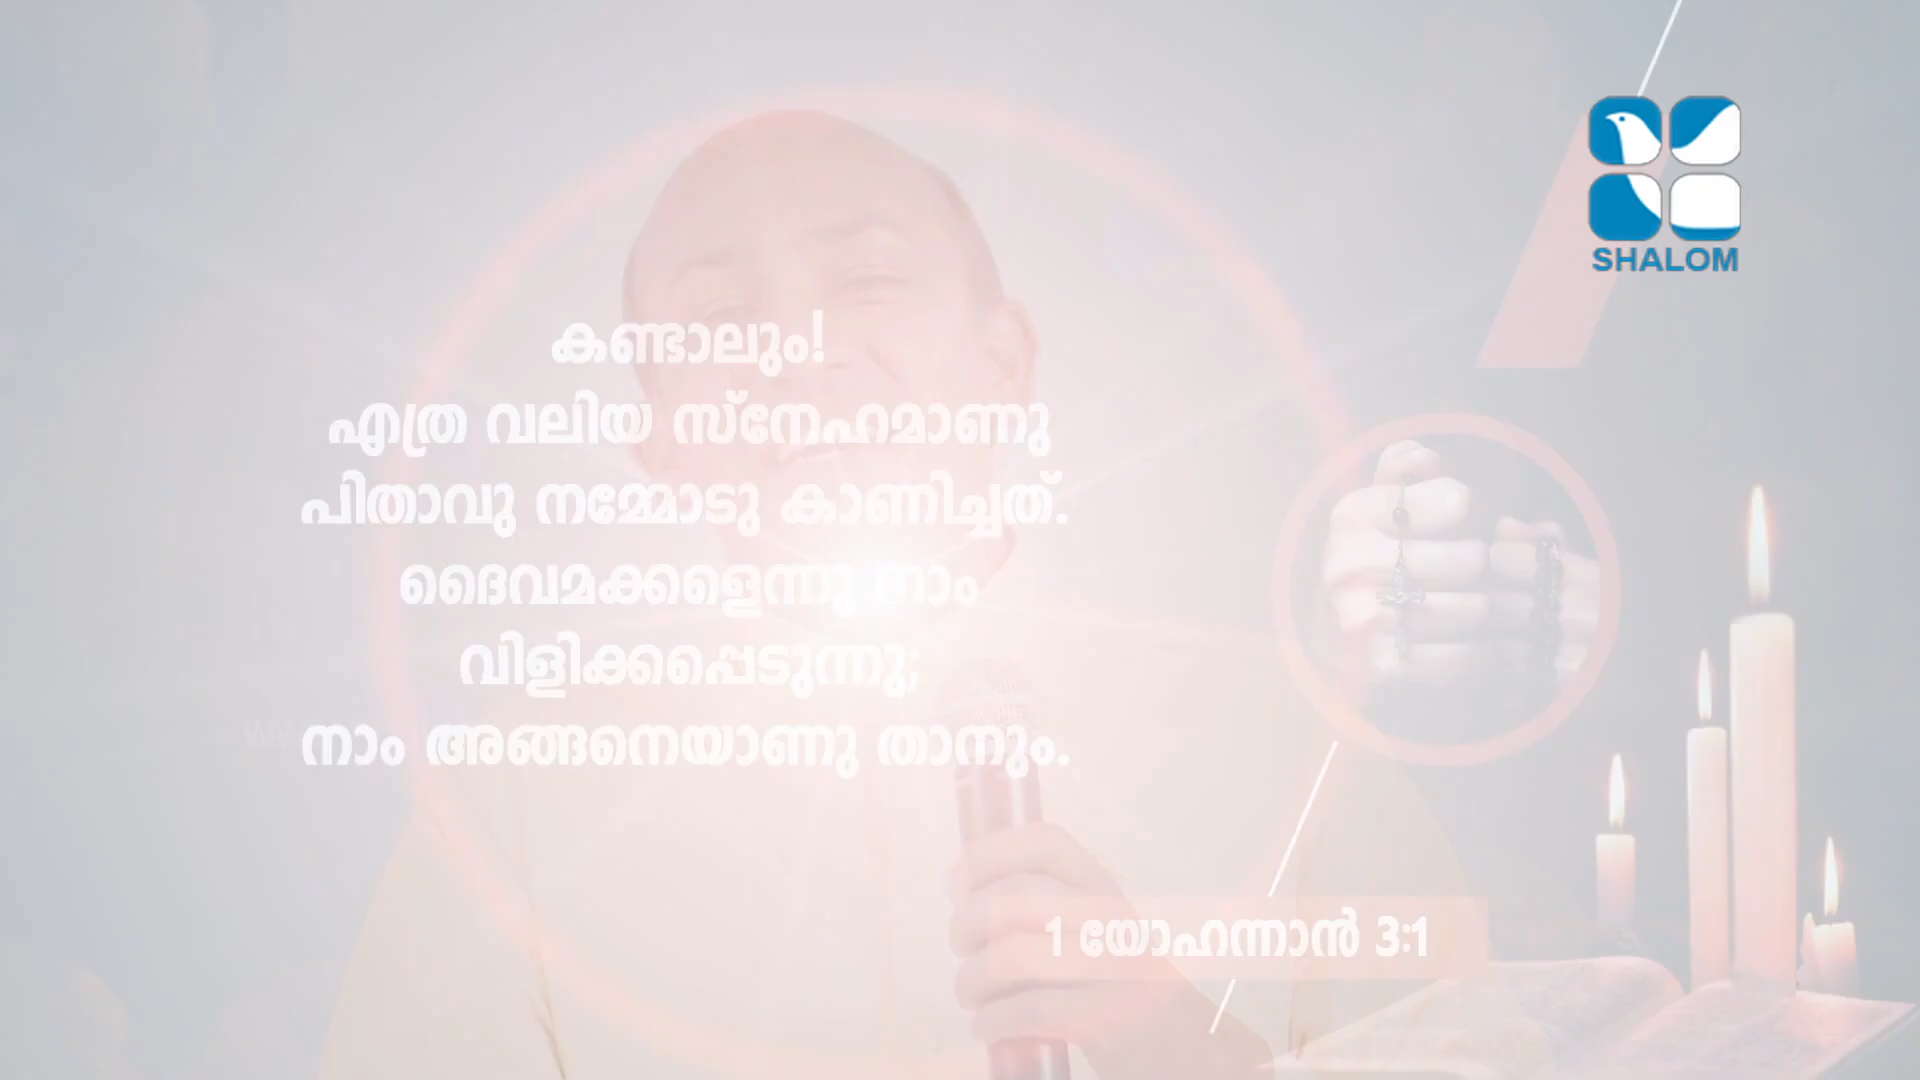 SHALOM
കണ്ടാലും!
എത്ര വലിയ സ്നേഹമാണു
പിതാവു നമ്മോടു കാണിച്ചത്.
ദൈവമക്കളെന്നു നാം
വിളിക്കപ്പെടുന്നു;
നാം അങ്ങനെയാണു താനും.
1 യോഹന്നാൻ 3:1